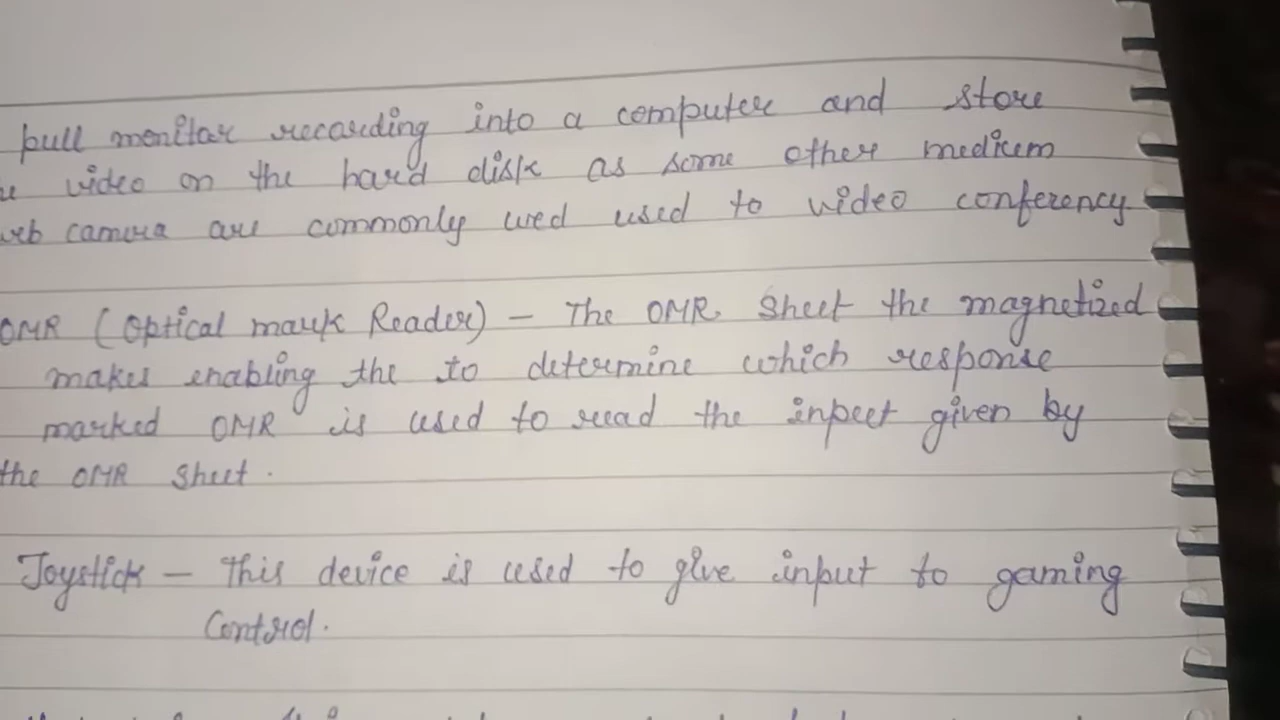 pull monitor recording into a computer and store
video on the hard disk as some other medium
web camera are commonly used used to video conferency
OMR (Optical mark Reader) - The OMR Sheet the magnetized
makes enabling the to determine which response
marked OMR is used to read the input given by
the OMR Sheet.
Joystick - This device is used to give input to gaming
Control.